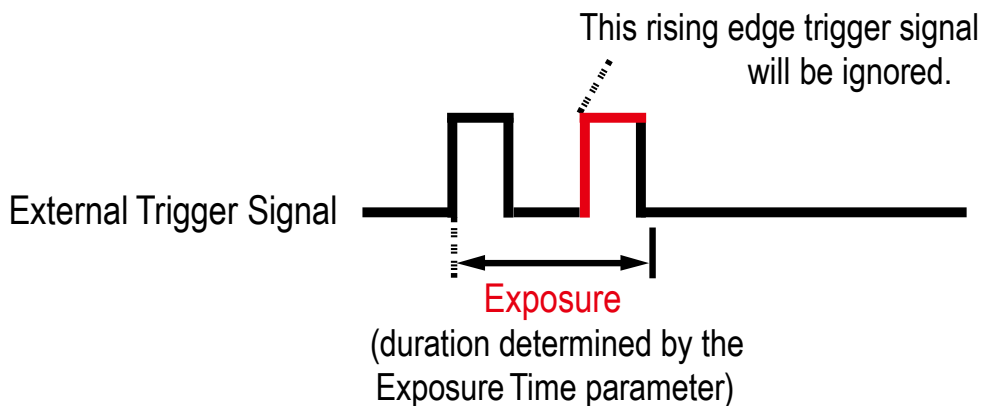 This rising edge trigger signal
will be ignored.
External Trigger Signal
Exposure
(duration determined by the
Exposure Time parameter)